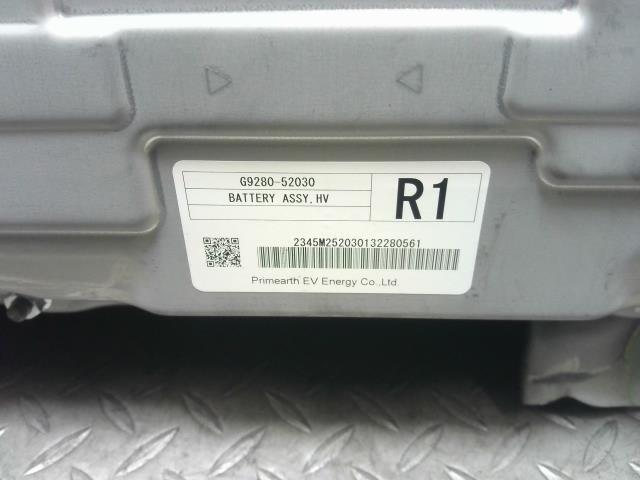 G9280-52030
BATTERY ASSY, HV
R1
2345M252030132280561
Primearth EV Energy Co.,Ltd.